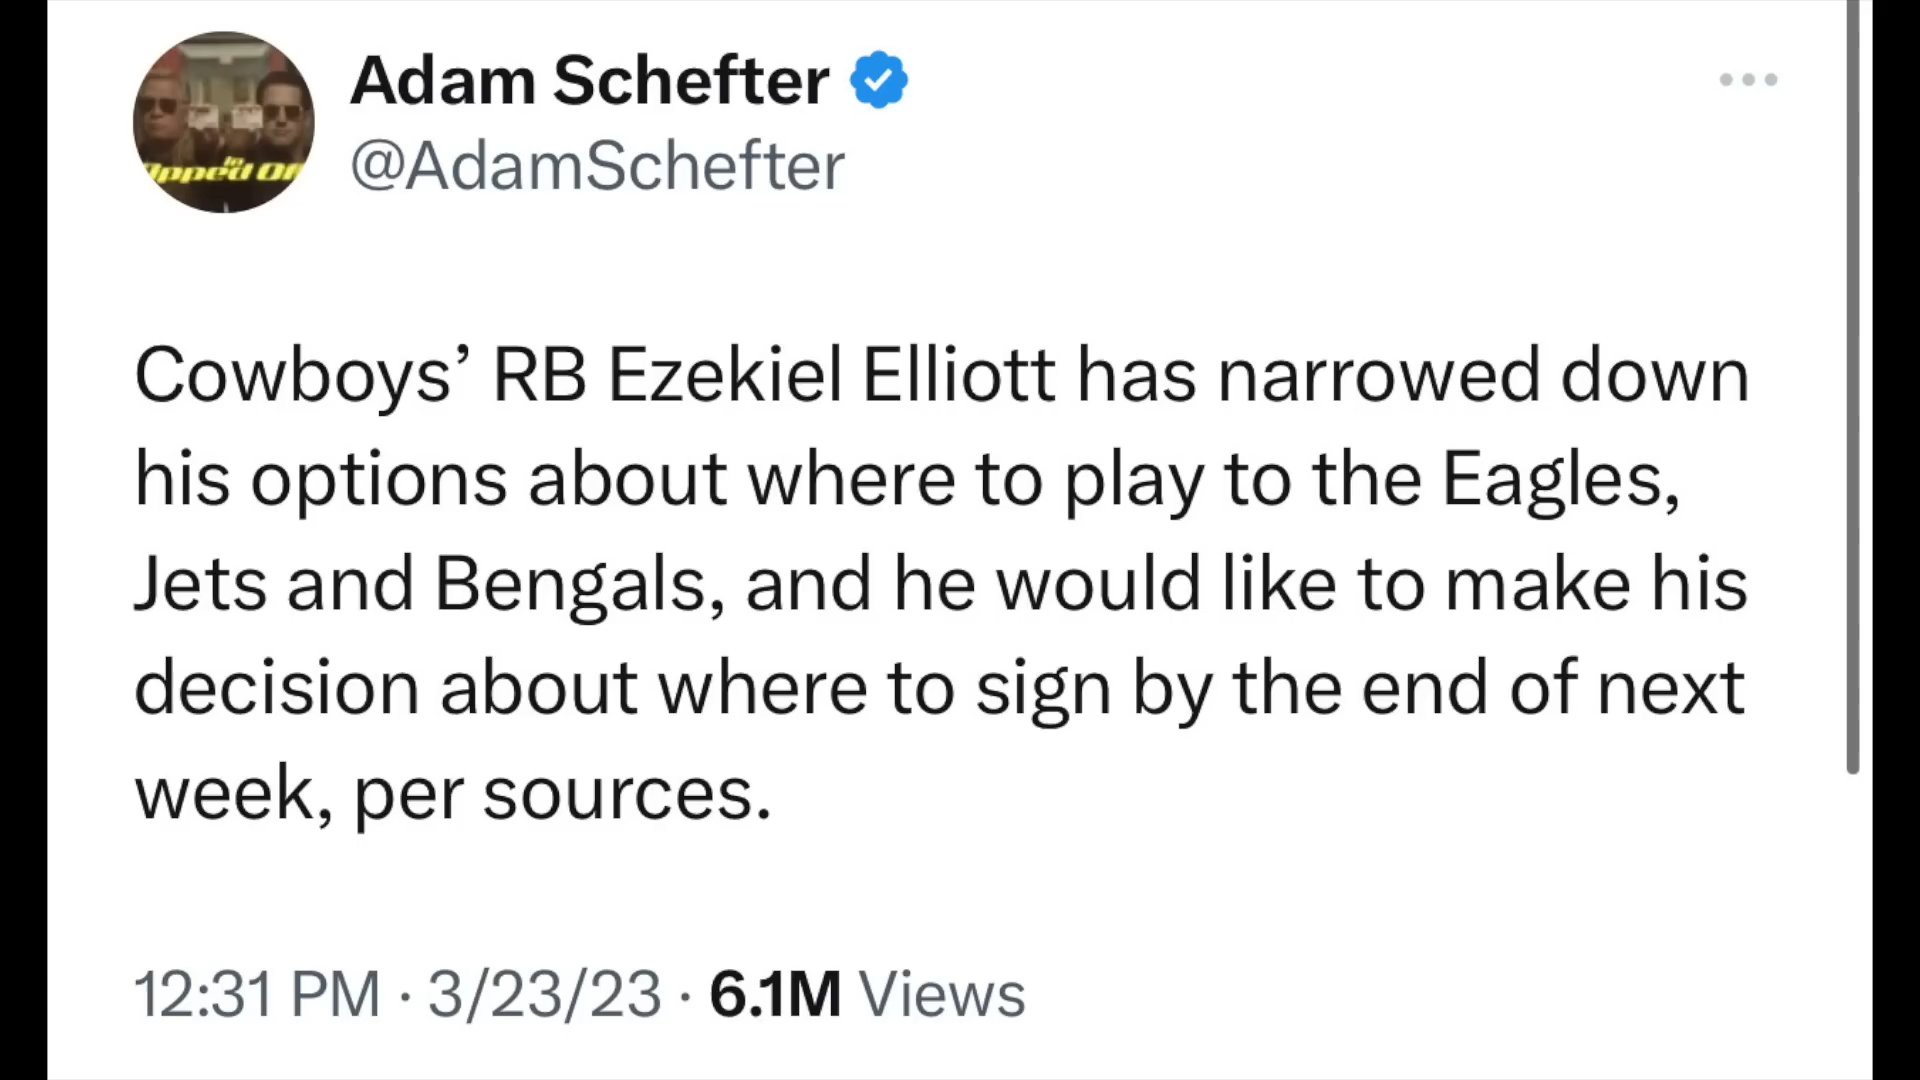 Adam Schefter
@AdamSchefter
Cowboys’ RB Ezekiel Elliott has narrowed down
his options about where to play to the Eagles,
Jets and Bengals, and he would like to make his
decision about where to sign by the end of next
week, per sources.
12:31 PM · 3/23/23 · 6.1M Views